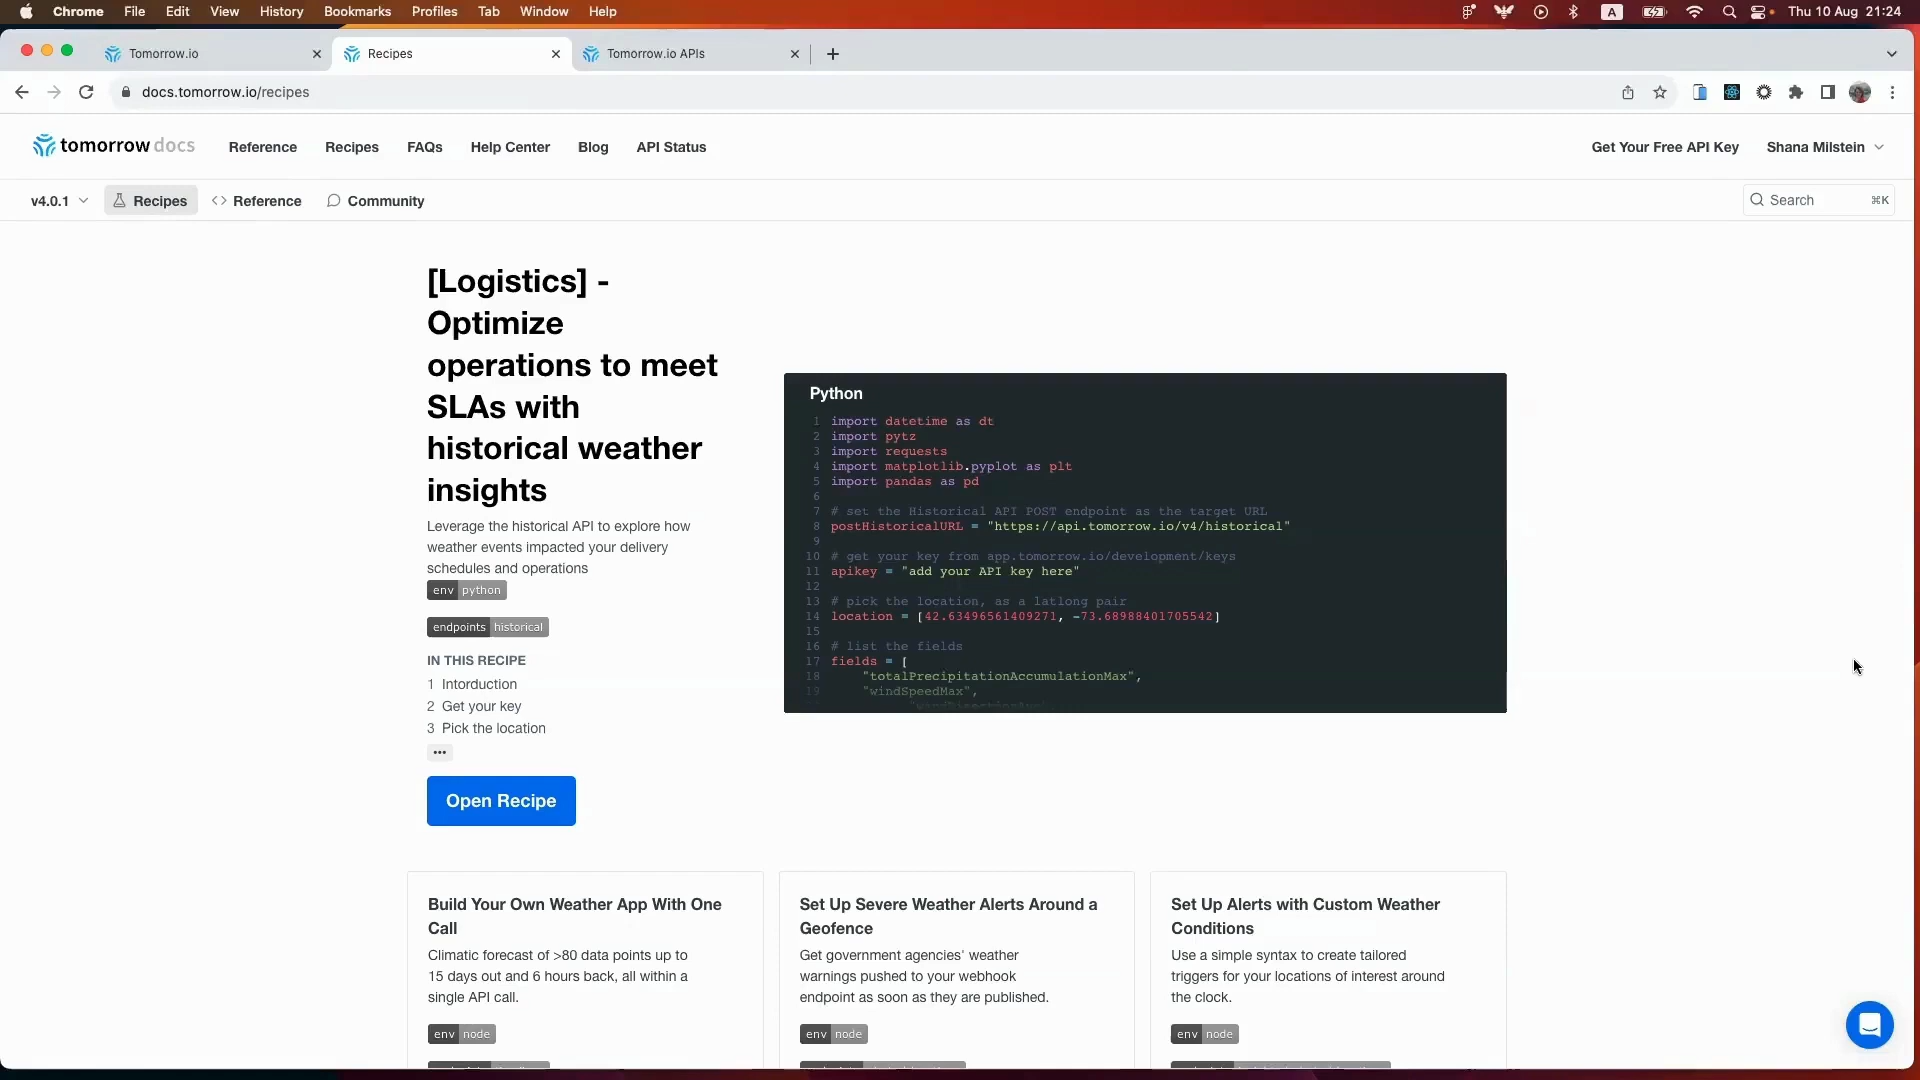 Chrome File Edit View History Bookmarks Profiles Tab Window Help A Thu 10 Aug 21:24
Tomorrow.io Recipes Tomorrow.io APIs
docs.tomorrow.io/recipes
tomorrow docs Reference Recipes FAQs Help Center Blog API Status Get Your Free API Key Shana Milstein
v4.0.1 Recipes Reference Community Search ⌘K
[Logistics] -
Optimize
operations to meet
SLAs with
historical weather
insights
Leverage the historical API to explore how
weather events impacted your delivery
schedules and operations
env python
endpoints historical
IN THIS RECIPE
1 Intorduction
2 Get your key
3 Pick the location
•••
Open Recipe
Python
1 import datetime as dt
2 import pytz
3 import requests
4 import matplotlib.pyplot as plt
5 import pandas as pd
6
7 # set the Historical API POST endpoint as the target URL
8 postHistoricalURL = "https://api.tomorrow.io/v4/historical"
9
10 # get your key from app.tomorrow.io/development/keys
11 apikey = "add your API key here"
12
13 # pick the location, as a latlong pair
14 location = [42.63496561409271, -73.68988401705542]
15
16 # list the fields
17 fields = [
18 "totalPrecipitationAccumulationMax",
19 "windSpeedMax",
Build Your Own Weather App With One
Call
Climatic forecast of >80 data points up to
15 days out and 6 hours back, all within a
single API call.
env node
Set Up Severe Weather Alerts Around a
Geofence
Get government agencies' weather
warnings pushed to your webhook
endpoint as soon as they are published.
env node
Set Up Alerts with Custom Weather
Conditions
Use a simple syntax to create tailored
triggers for your locations of interest around
the clock.
env node